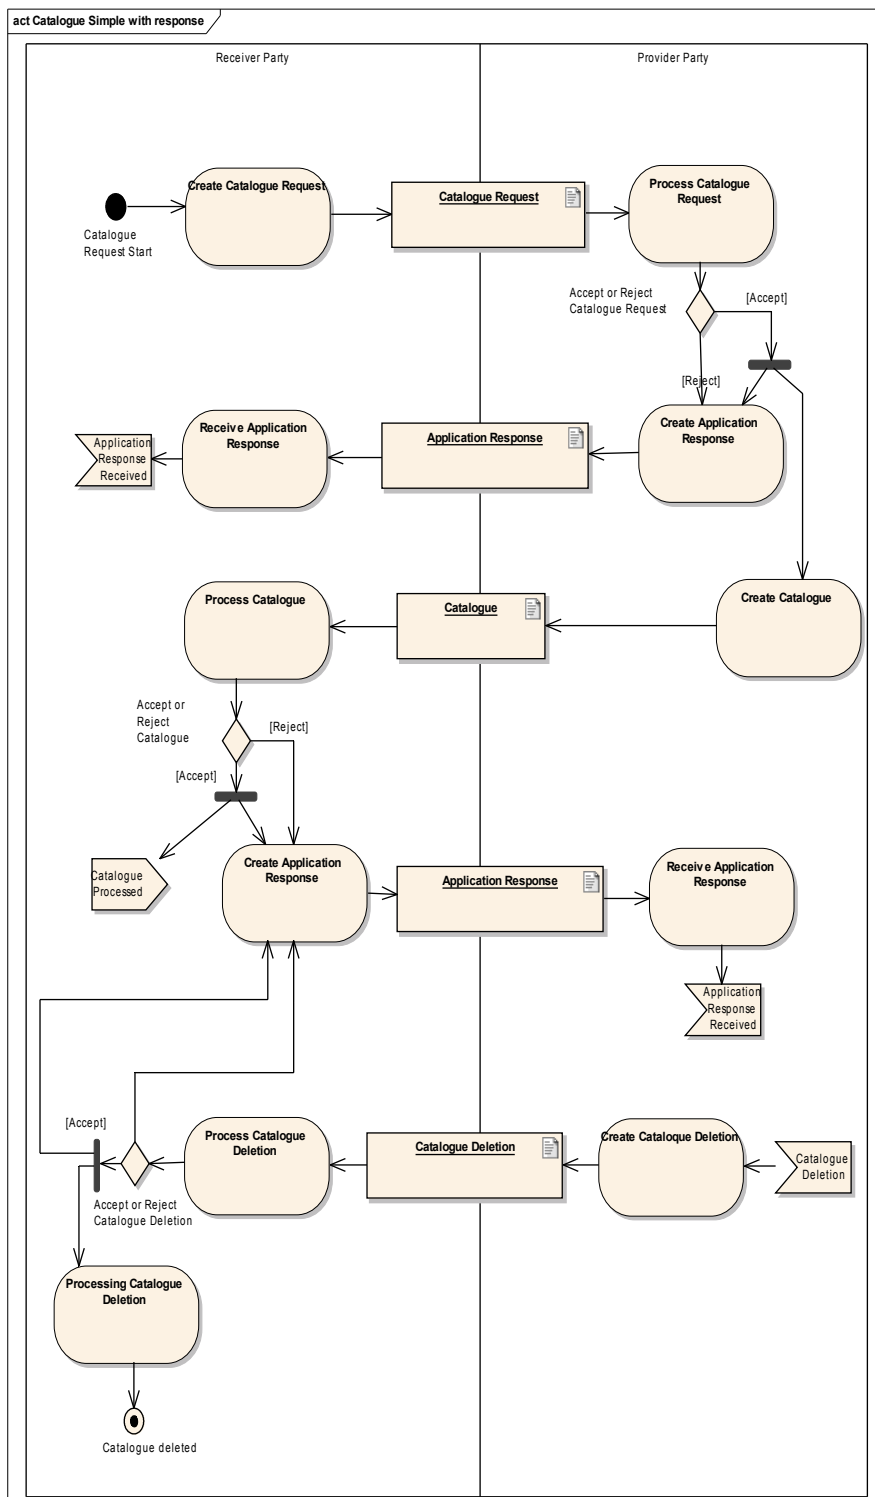 act Catalogue Simple with response
Receiver Party
Provider Party
Create Catalogue Request
Catalogue Request
Process Catalogue
Request
Catalogue
Request Start
Accept or Reject
Catalogue Request
[Accept]
[Reject]
Application
Response
Received
Receive Application
Response
Application Response
Create Application
Response
Process Catalogue
Catalogue
Create Catalogue
Accept or
Reject
Catalogue
[Reject]
[Accept]
Catalogue
Processed
Create Application
Response
Application Response
Receive Application
Response
Application
Response
Received
[Accept]
Process Catalogue
Deletion
Catalogue Deletion
Create Cataloque Deletion
Catalogue
Deletion
Accept or Reject
Catalogue Deletion
Processing Catalogue
Deletion
Catalogue deleted